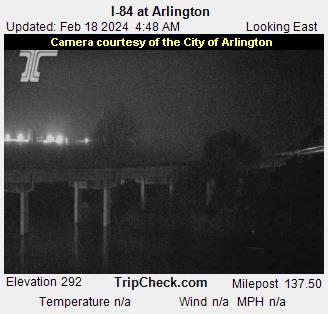 I-84 at Arlington
Updated: Feb 18 2024 4:48 AM Looking East
Camera courtesy of the City of Arlington
Elevation 292 TripCheck.com Milepost 137.50
Temperature n/a Wind n/a MPH n/a